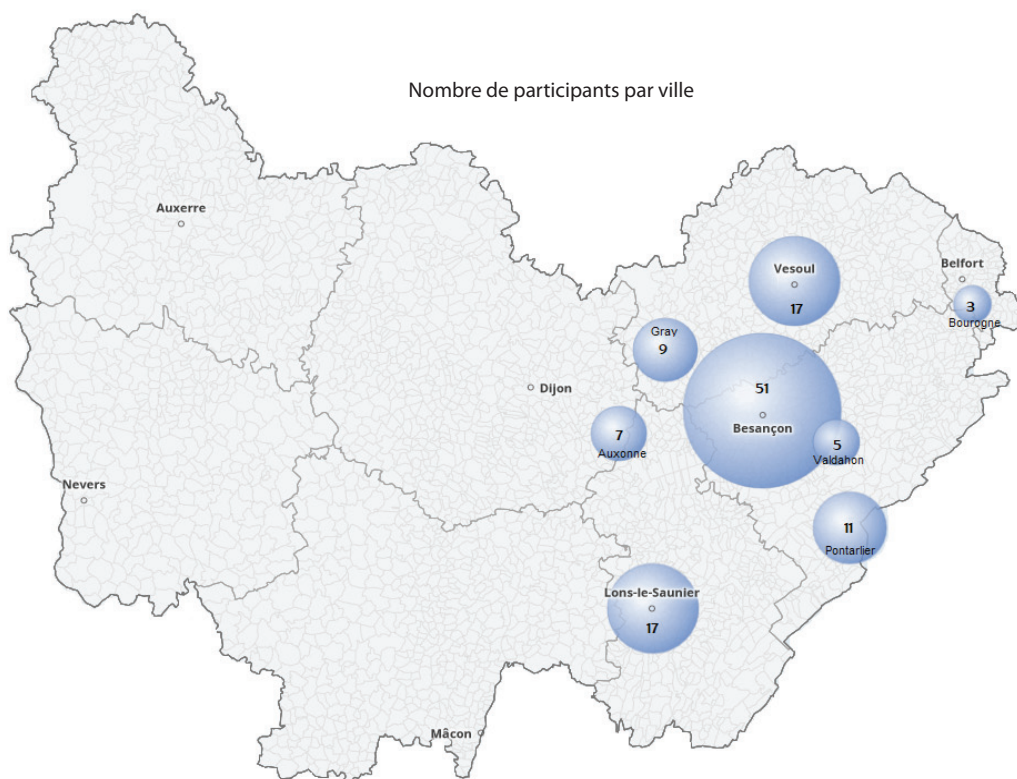 Nombre de participants par ville
Auxerre
Vesoul
17
Belfort
3
Bourogne
Gray
9
Dijon
51
Besançon
7
Auxonne
5
Valdahon
Nevers
11
Pontarlier
Lons-le-Saunier
17
Mâcon